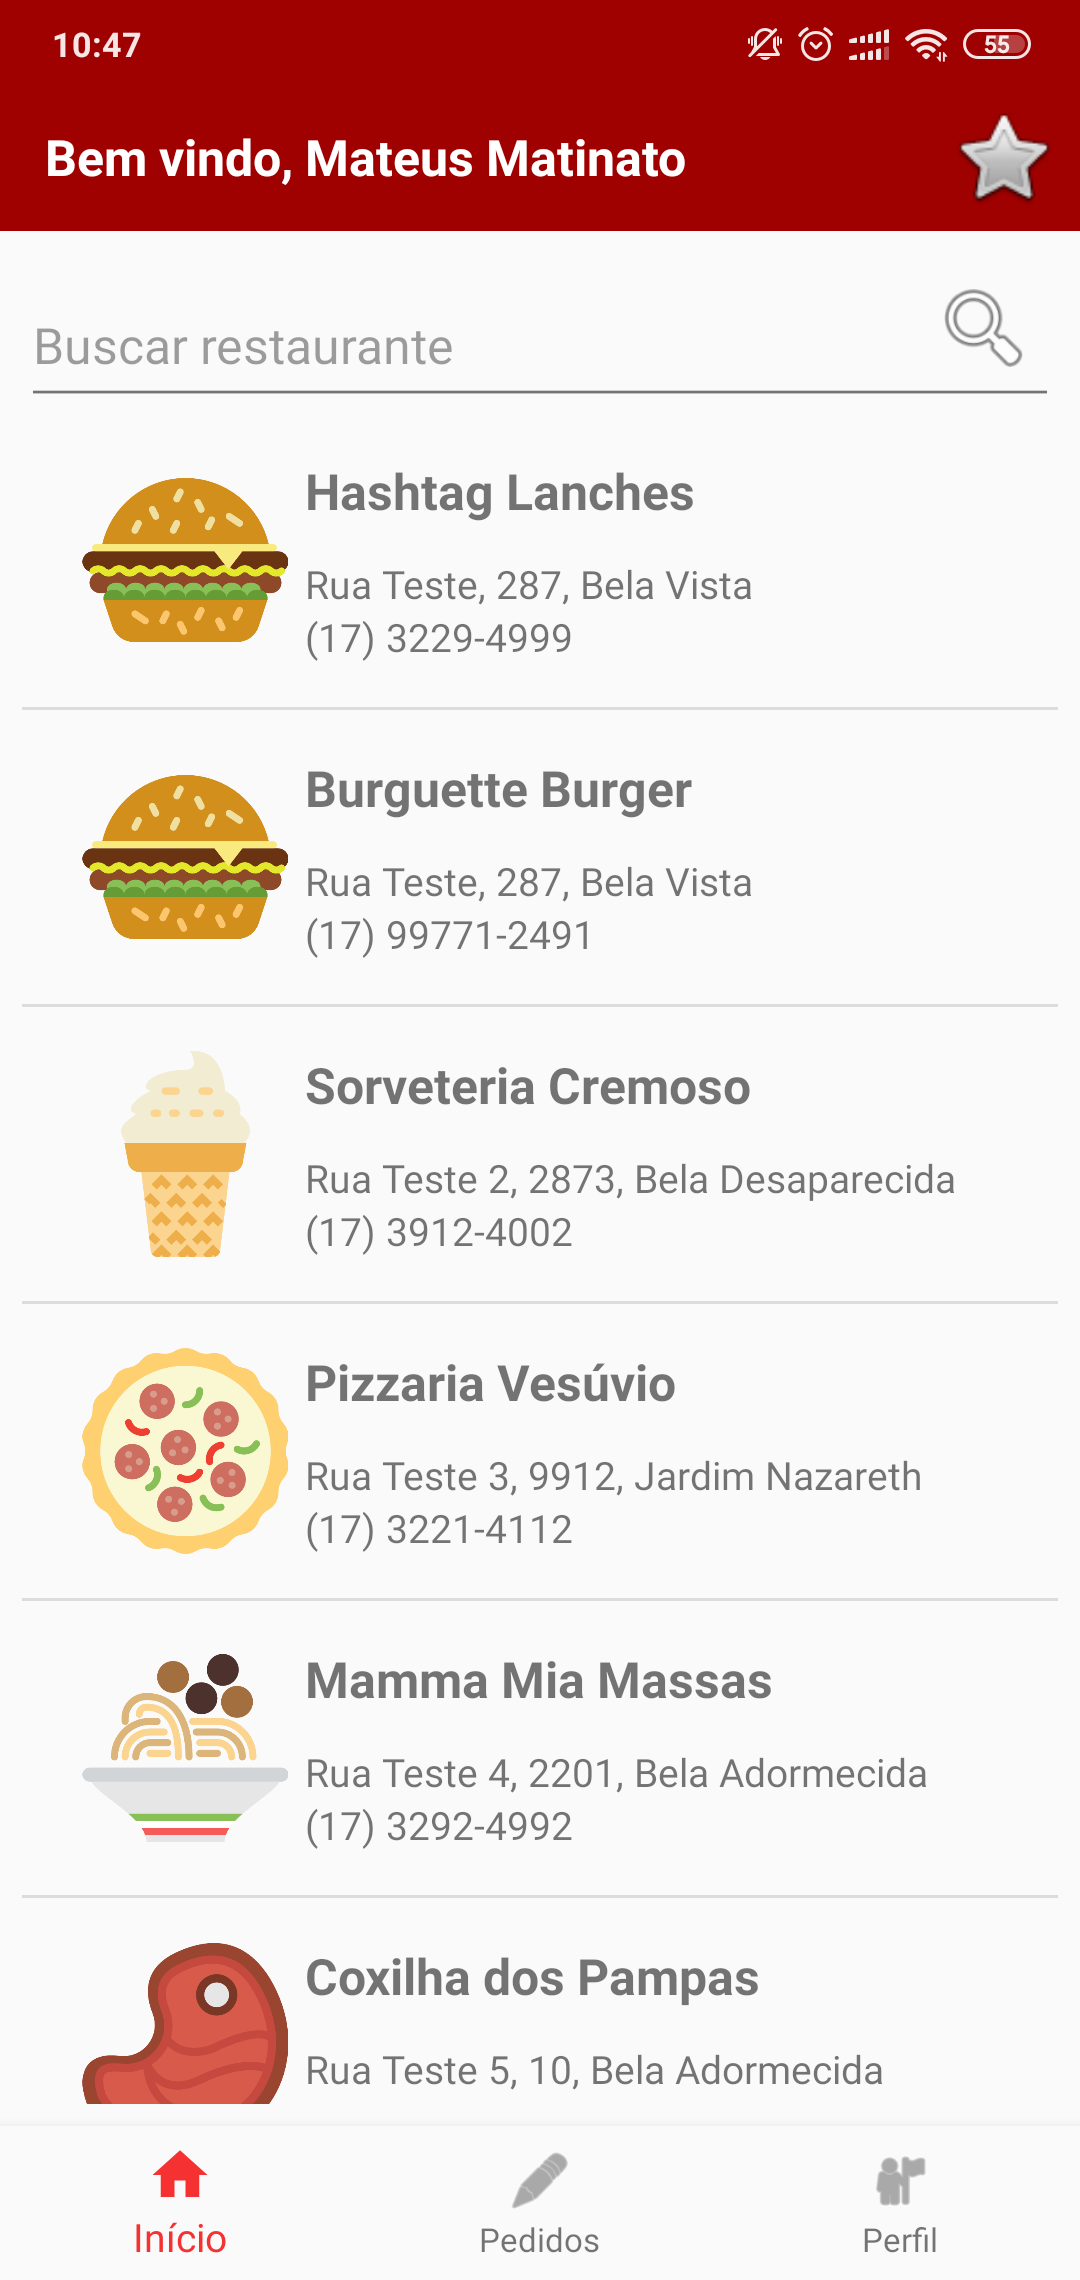 10:47
55
Bem vindo, Mateus Matinato
Buscar restaurante
Hashtag Lanches
Rua Teste, 287, Bela Vista
(17) 3229-4999
Burguette Burger
Rua Teste, 287, Bela Vista
(17) 99771-2491
Sorveteria Cremoso
Rua Teste 2, 2873, Bela Desaparecida
(17) 3912-4002
Pizzaria Vesúvio
Rua Teste 3, 9912, Jardim Nazareth
(17) 3221-4112
Mamma Mia Massas
Rua Teste 4, 2201, Bela Adormecida
(17) 3292-4992
Coxilha dos Pampas
Rua Teste 5, 10, Bela Adormecida
Início
Pedidos
Perfil